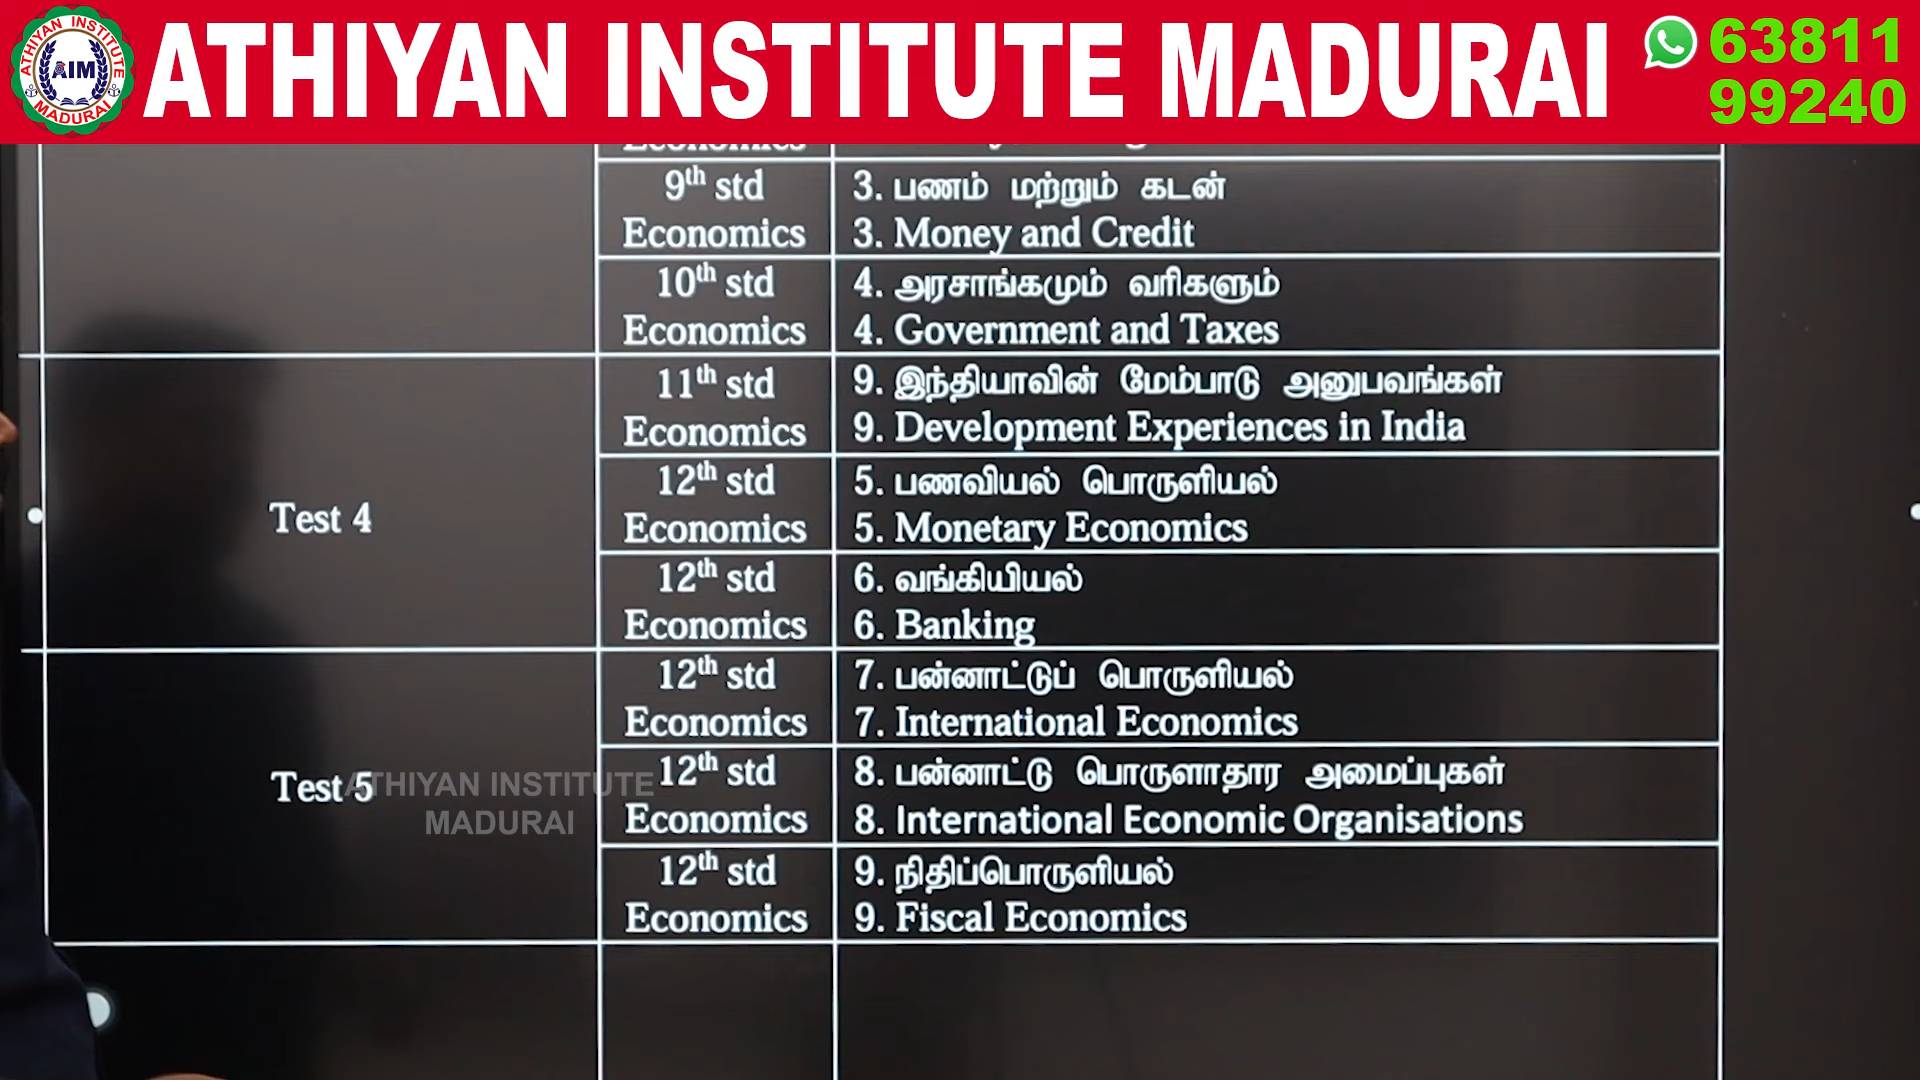 ATHIYAN INSTITUTE
AIM
MADURAI
ATHIYAN INSTITUTE MADURAI
63811
99240
Economics
9th std
Economics
3. பணம் மற்றும் கடன்
3. Money and Credit
10th std
Economics
4. அரசாங்கமும் வரிகளும்
4. Government and Taxes
Test 4
11th std
Economics
9. இந்தியாவின் மேம்பாடு அனுபவங்கள்
9. Development Experiences in India
12th std
Economics
5. பணவியல் பொருளியல்
5. Monetary Economics
12th std
Economics
6. வங்கியியல்
6. Banking
Test 5
12th std
Economics
7. பன்னாட்டுப் பொருளியல்
7. International Economics
12th std
Economics
8. பன்னாட்டு பொருளாதார அமைப்புகள்
8. International Economic Organisations
12th std
Economics
9. நிதிப்பொருளியல்
9. Fiscal Economics
ATHIYAN INSTITUTE
MADURAI